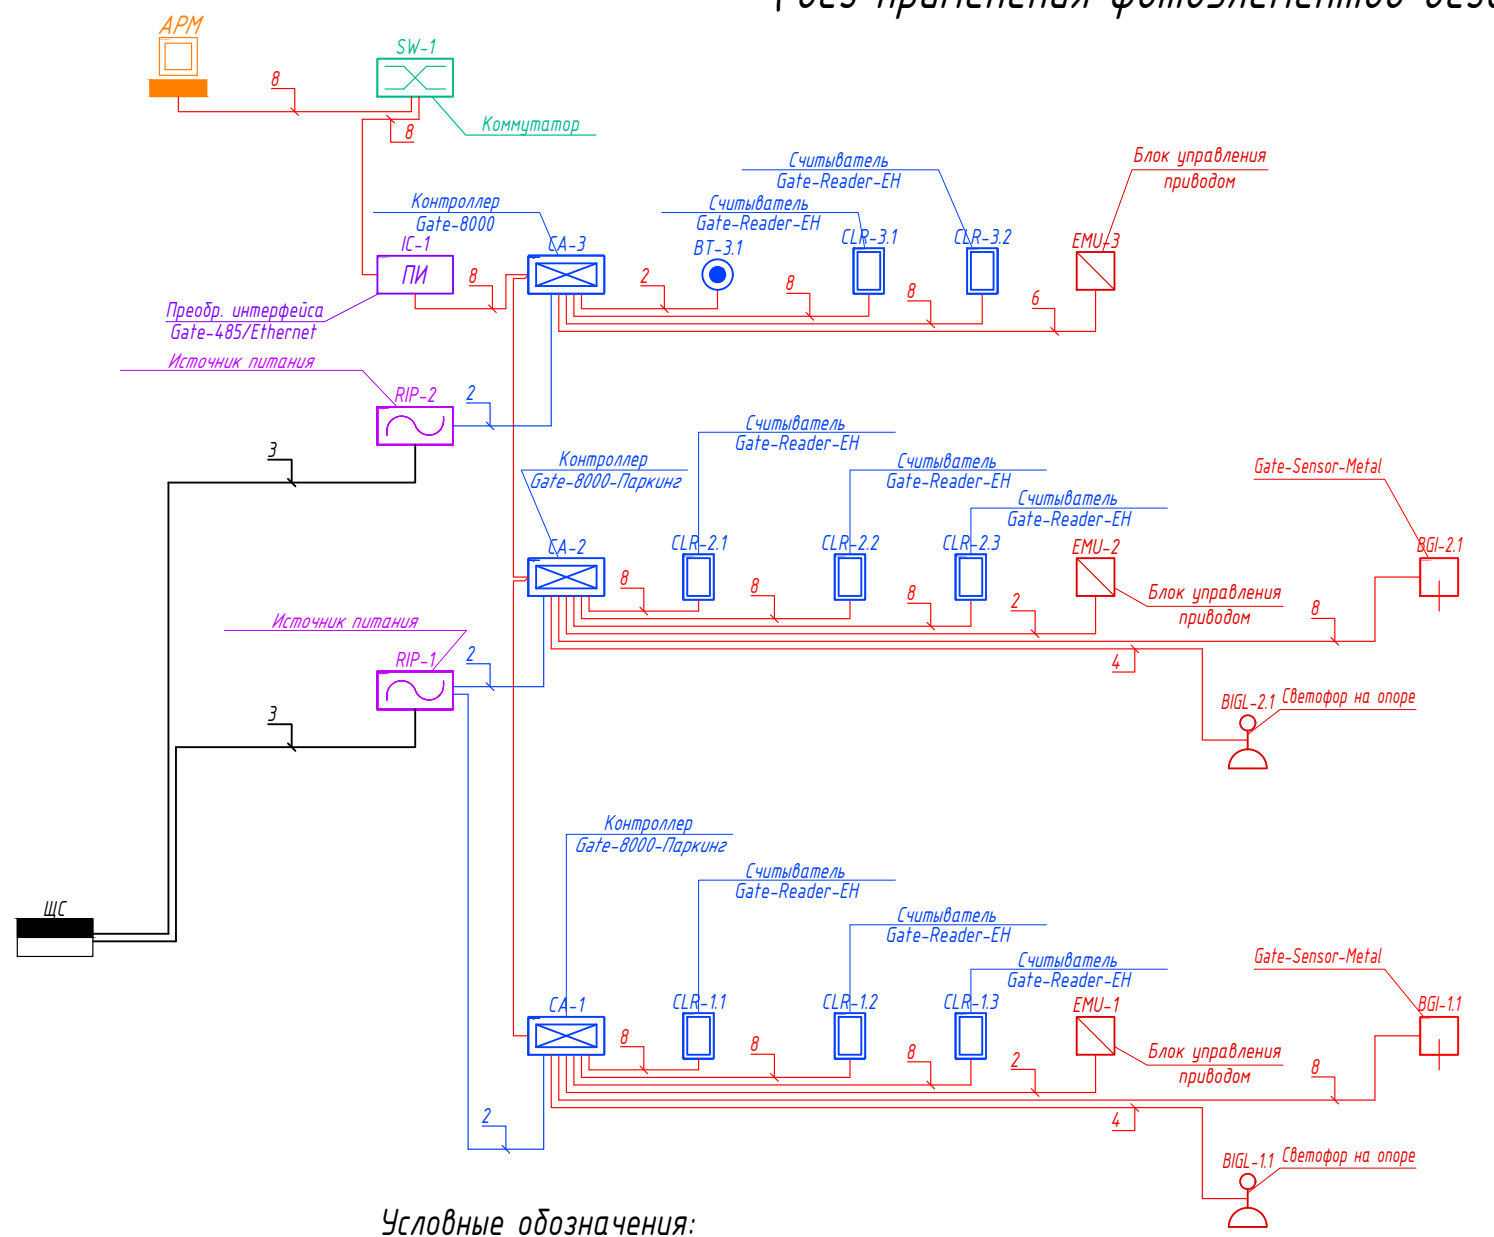 АРМ
SW-1
8
8
Коммутатор
Считыватель
Gate-Reader-EH
Блок управления
приводом
Контроллер
Gate-8000
Считыватель
Gate-Reader-EH
IC-1
ПИ
CA-3
BT-3.1
CLR-3.1
CLR-3.2
EMU-3
8
2
8
8
6
Преобр. интерфейса
Gate-485/Ethernet
Источник питания
RIP-2
2
3
Считыватель
Gate-Reader-EH
Контроллер
Gate-8000-Паркинг
Считыватель
Gate-Reader-EH
Gate-Sensor-Metal
Считыватель
Gate-Reader-EH
CA-2
CLR-2.1
CLR-2.2
CLR-2.3
EMU-2
BGI-2.1
8
8
8
2
Блок управления
приводом
8
4
Источник питания
RIP-1
2
3
BIGL-2.1
Светофор на опоре
Контроллер
Gate-8000-Паркинг
Считыватель
Gate-Reader-EH
ЩС
Считыватель
Gate-Reader-EH
Gate-Sensor-Metal
Считыватель
Gate-Reader-EH
CA-1
CLR-1.1
CLR-1.2
CLR-1.3
EMU-1
BGI-1.1
8
8
8
2
Блок управления
приводом
8
4
2
BIGL-1.1
Светофор на опоре
Условные обозначения: